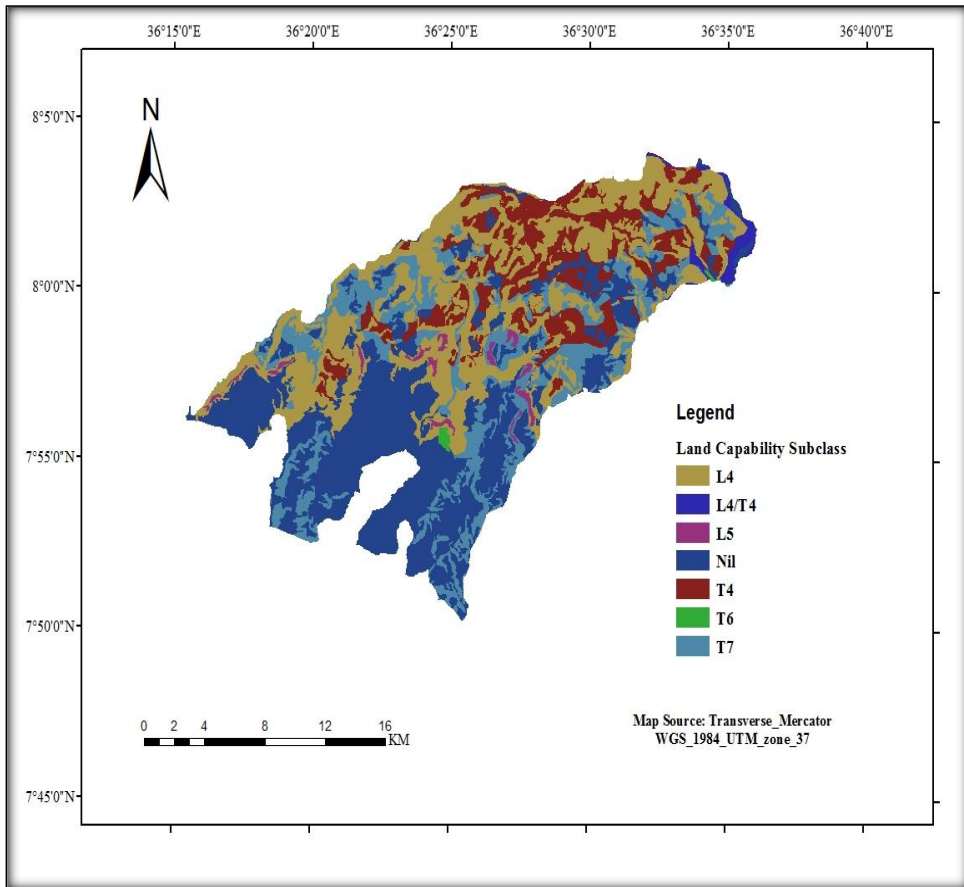 36°15'0"E 36°20'0"E 36°25'0"E 36°30'0"E 36°35'0"E 36°40'0"E
N
8°5'0"N
8°0'0"N
7°55'0"N
7°50'0"N
7°45'0"N
Legend
Land Capability Subclass
L4
L4/T4
L5
Nil
T4
T6
T7
0 2 4 8 12 16
KM
Map Source: Transverse_Mercator
WGS_1984_UTM_zone_37